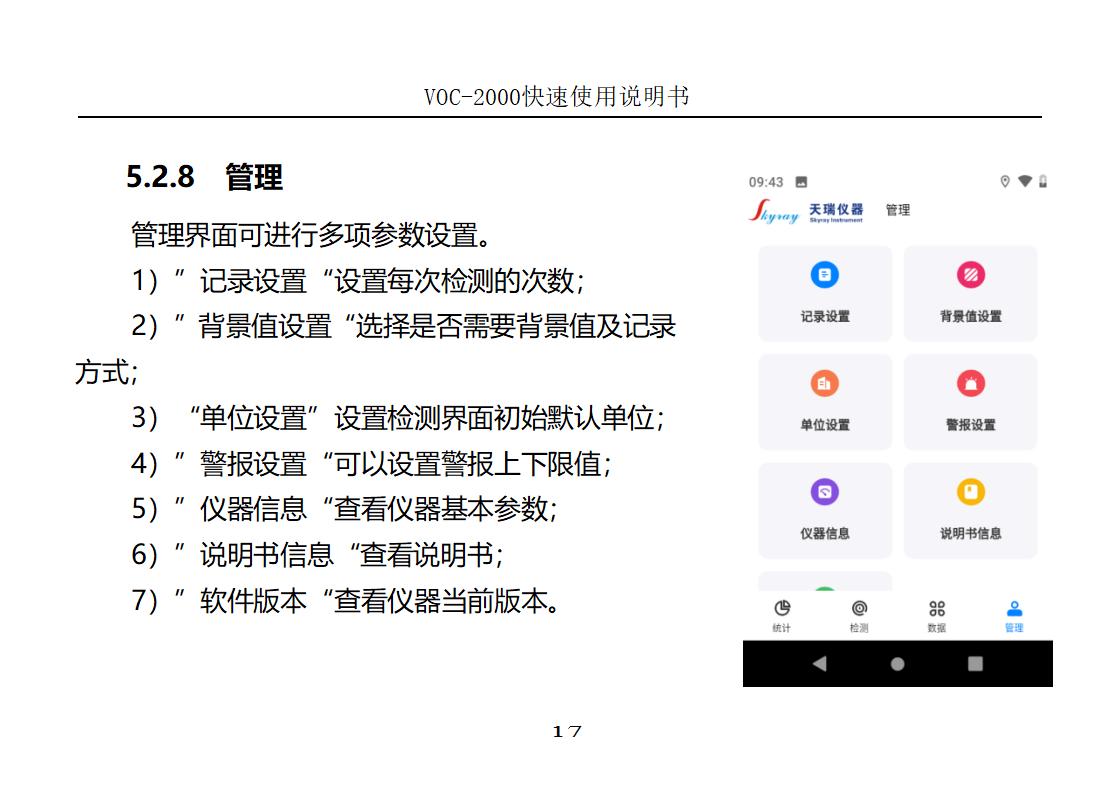 VOC-2000快速使用说明书
5.2.8 管理
管理界面可进行多项参数设置。
1）”记录设置“设置每次检测的次数；
2）”背景值设置“选择是否需要背景值及记录
方式；
3）“单位设置”设置检测界面初始默认单位；
4）”警报设置“可以设置警报上下限值；
5）”仪器信息“查看仪器基本参数；
6）”说明书信息“查看说明书；
7）”软件版本“查看仪器当前版本。
09:43
Skyray 天瑞仪器 管理
Skyray Instrument
记录设置 背景值设置
单位设置 警报设置
仪器信息 说明书信息
统计 检测 数据 管理
17